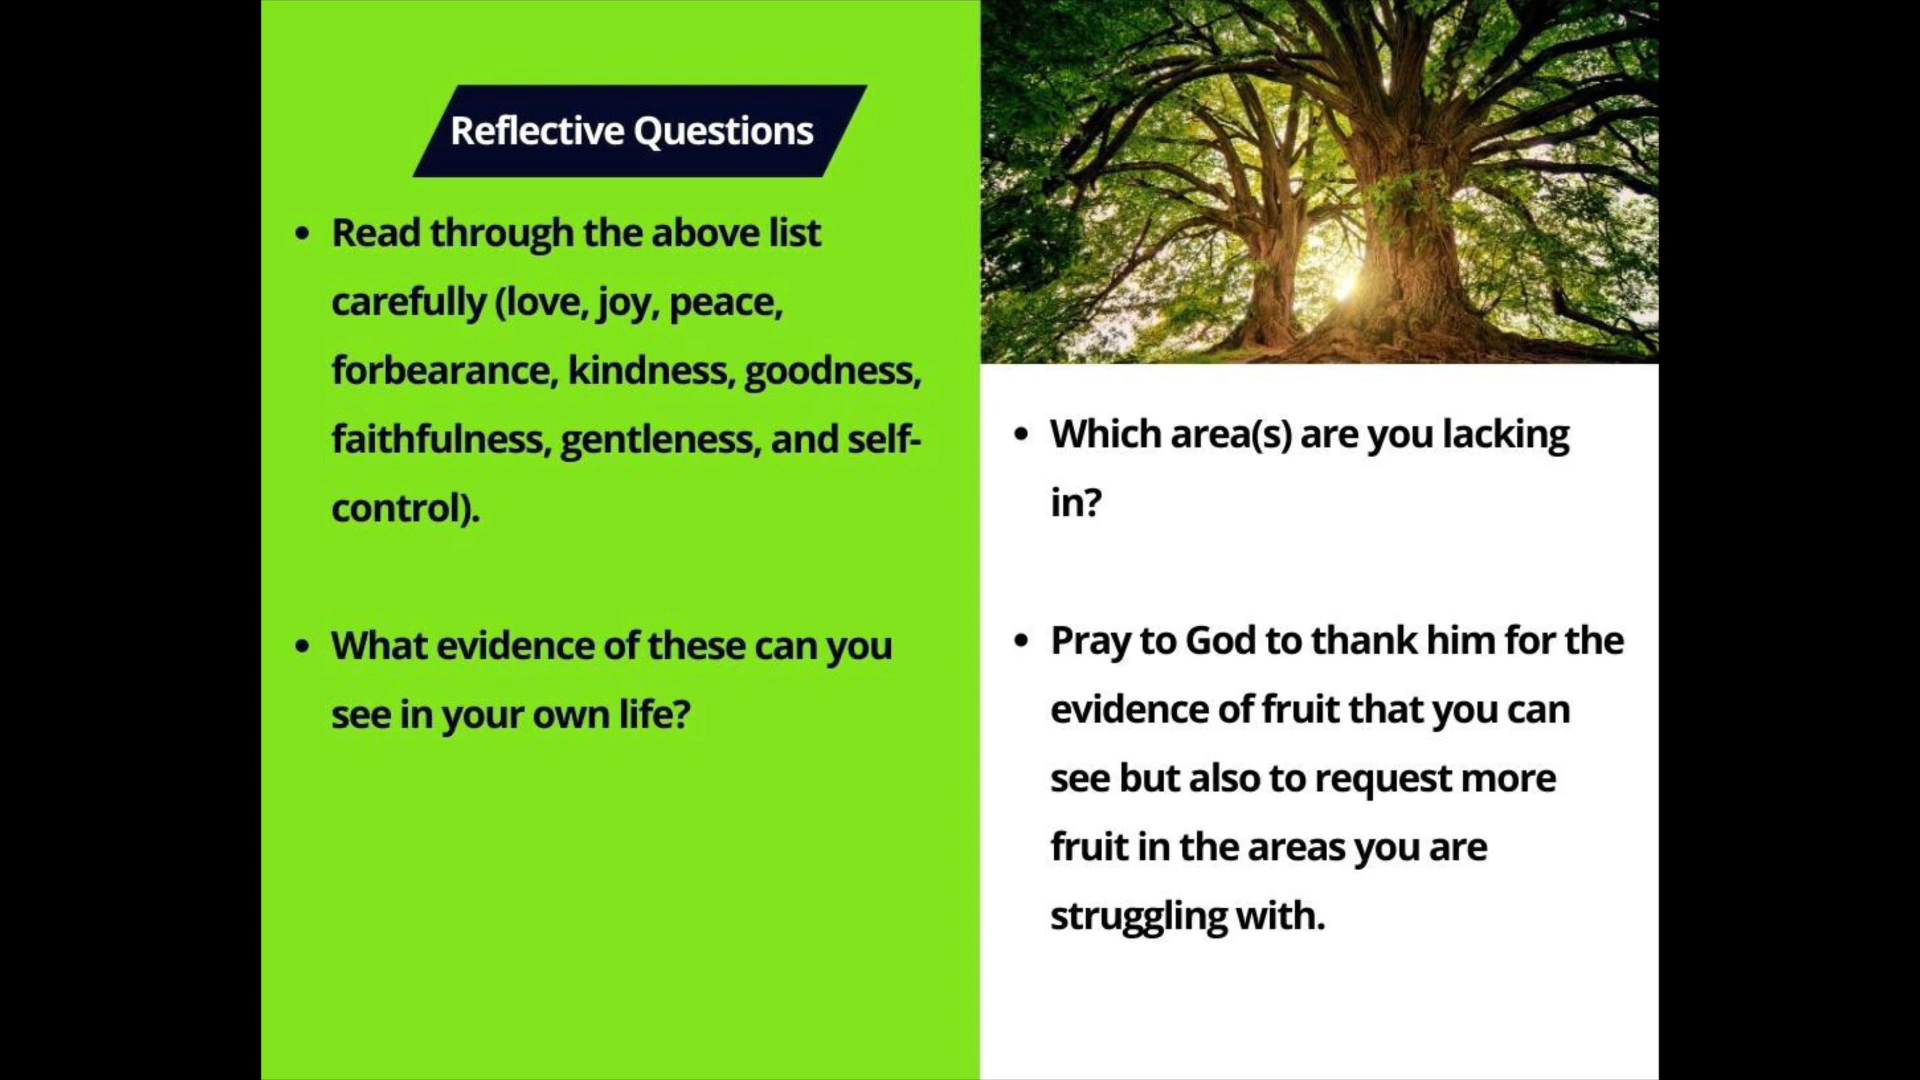 Reflective Questions
• Read through the above list
carefully (love, joy, peace,
forbearance, kindness, goodness,
faithfulness, gentleness, and self-
control).
• What evidence of these can you
see in your own life?
• Which area(s) are you lacking
in?
• Pray to God to thank him for the
evidence of fruit that you can
see but also to request more
fruit in the areas you are
struggling with.